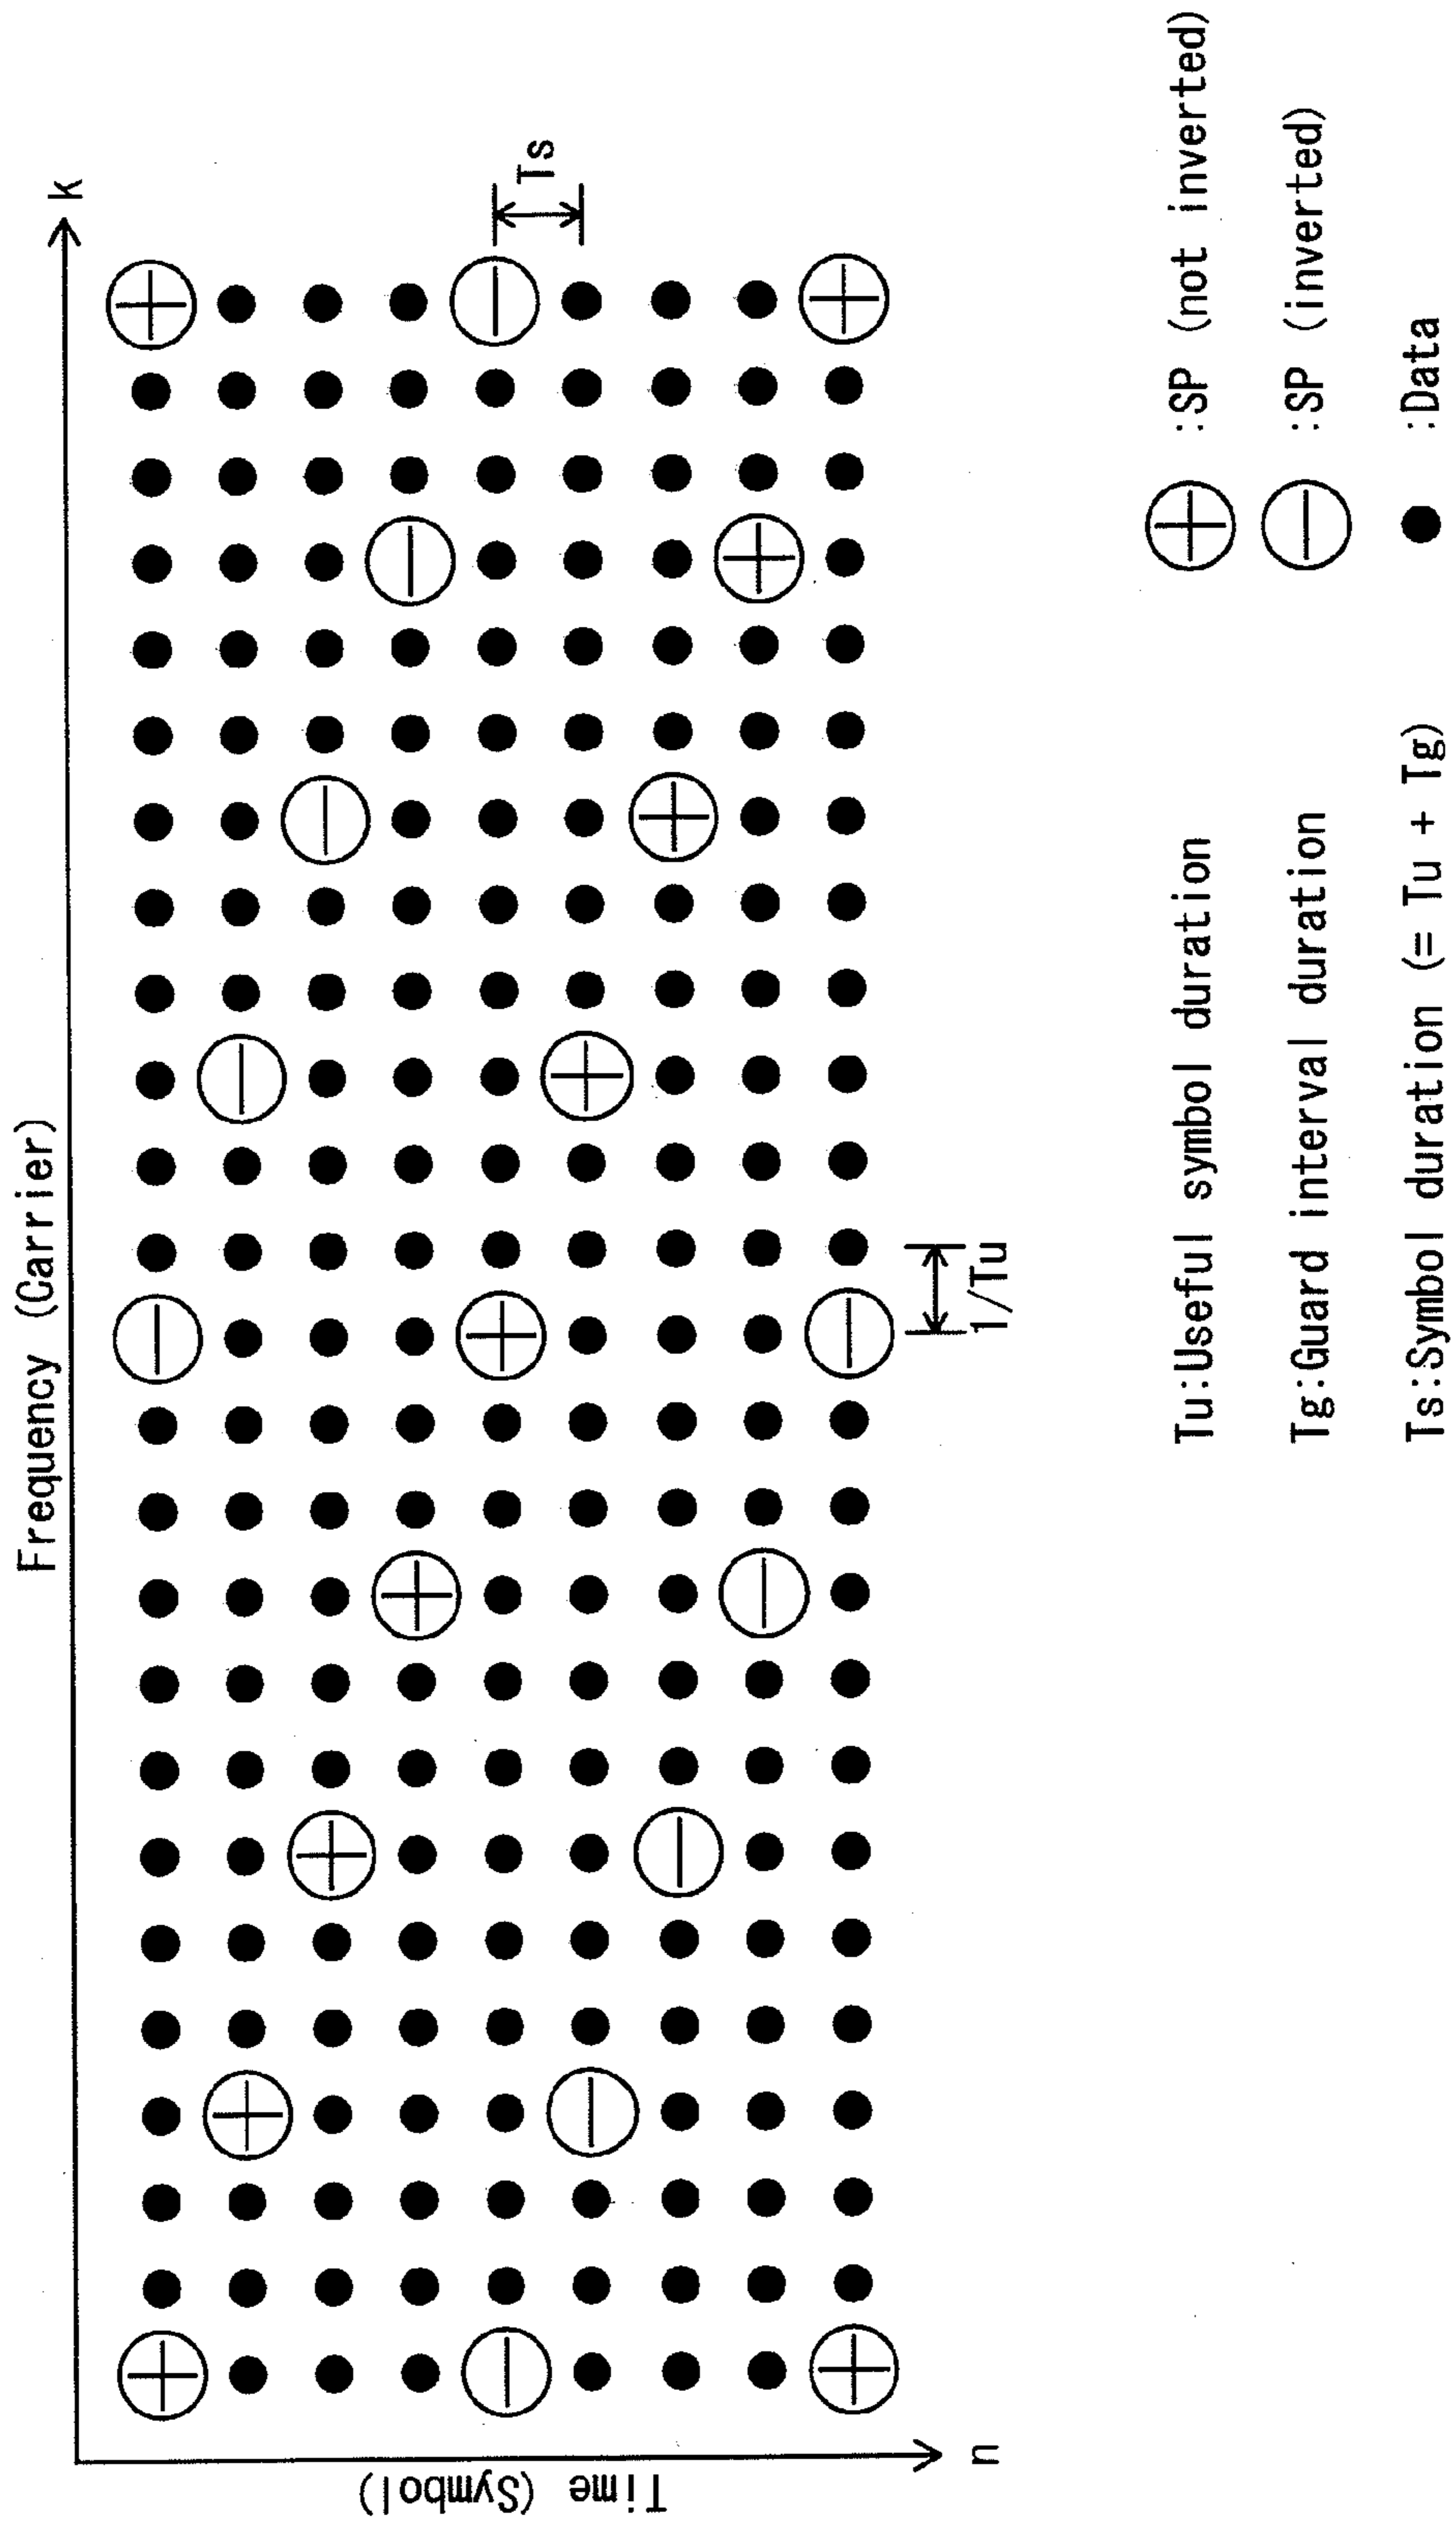 Frequency (Carrier)
k
Time (Symbol)
n
Ts
1/Tu
Tu:Useful symbol duration
Tg:Guard interval duration
Ts:Symbol duration (= Tu + Tg)
:SP (not inverted)
:SP (inverted)
:Data